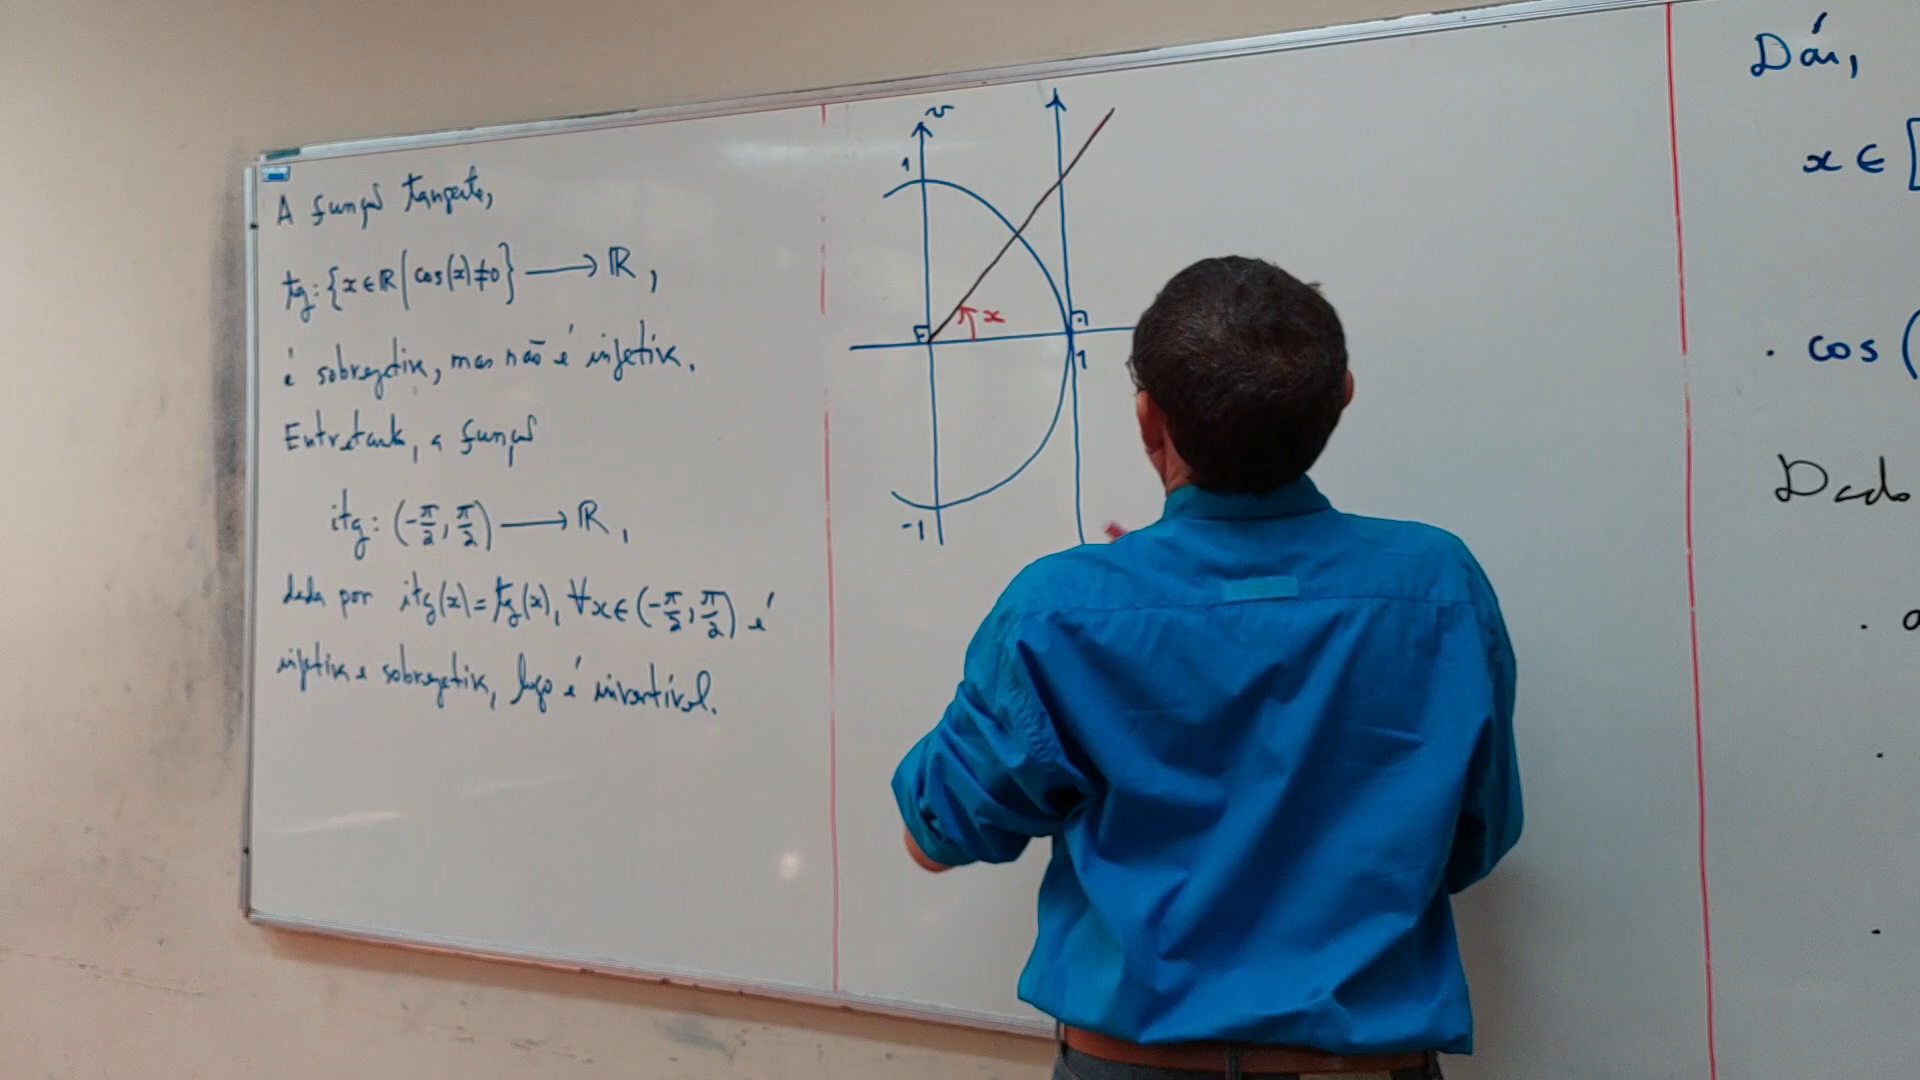 A função tangente,
tg: {x ∈ ℝ | cos(x) ≠ 0} → ℝ,
é sobrejetiva, mas não é injetiva.
Entretanto, a função
itg: (-π/2, π/2) → ℝ,
dada por itg(x) = tg(x), ∀x ∈ (-π/2, π/2) é
injetiva e sobrejetiva, logo é invertível.
v
1
x
1
-1
Daí,
x ∈ [
· cos (
Dado